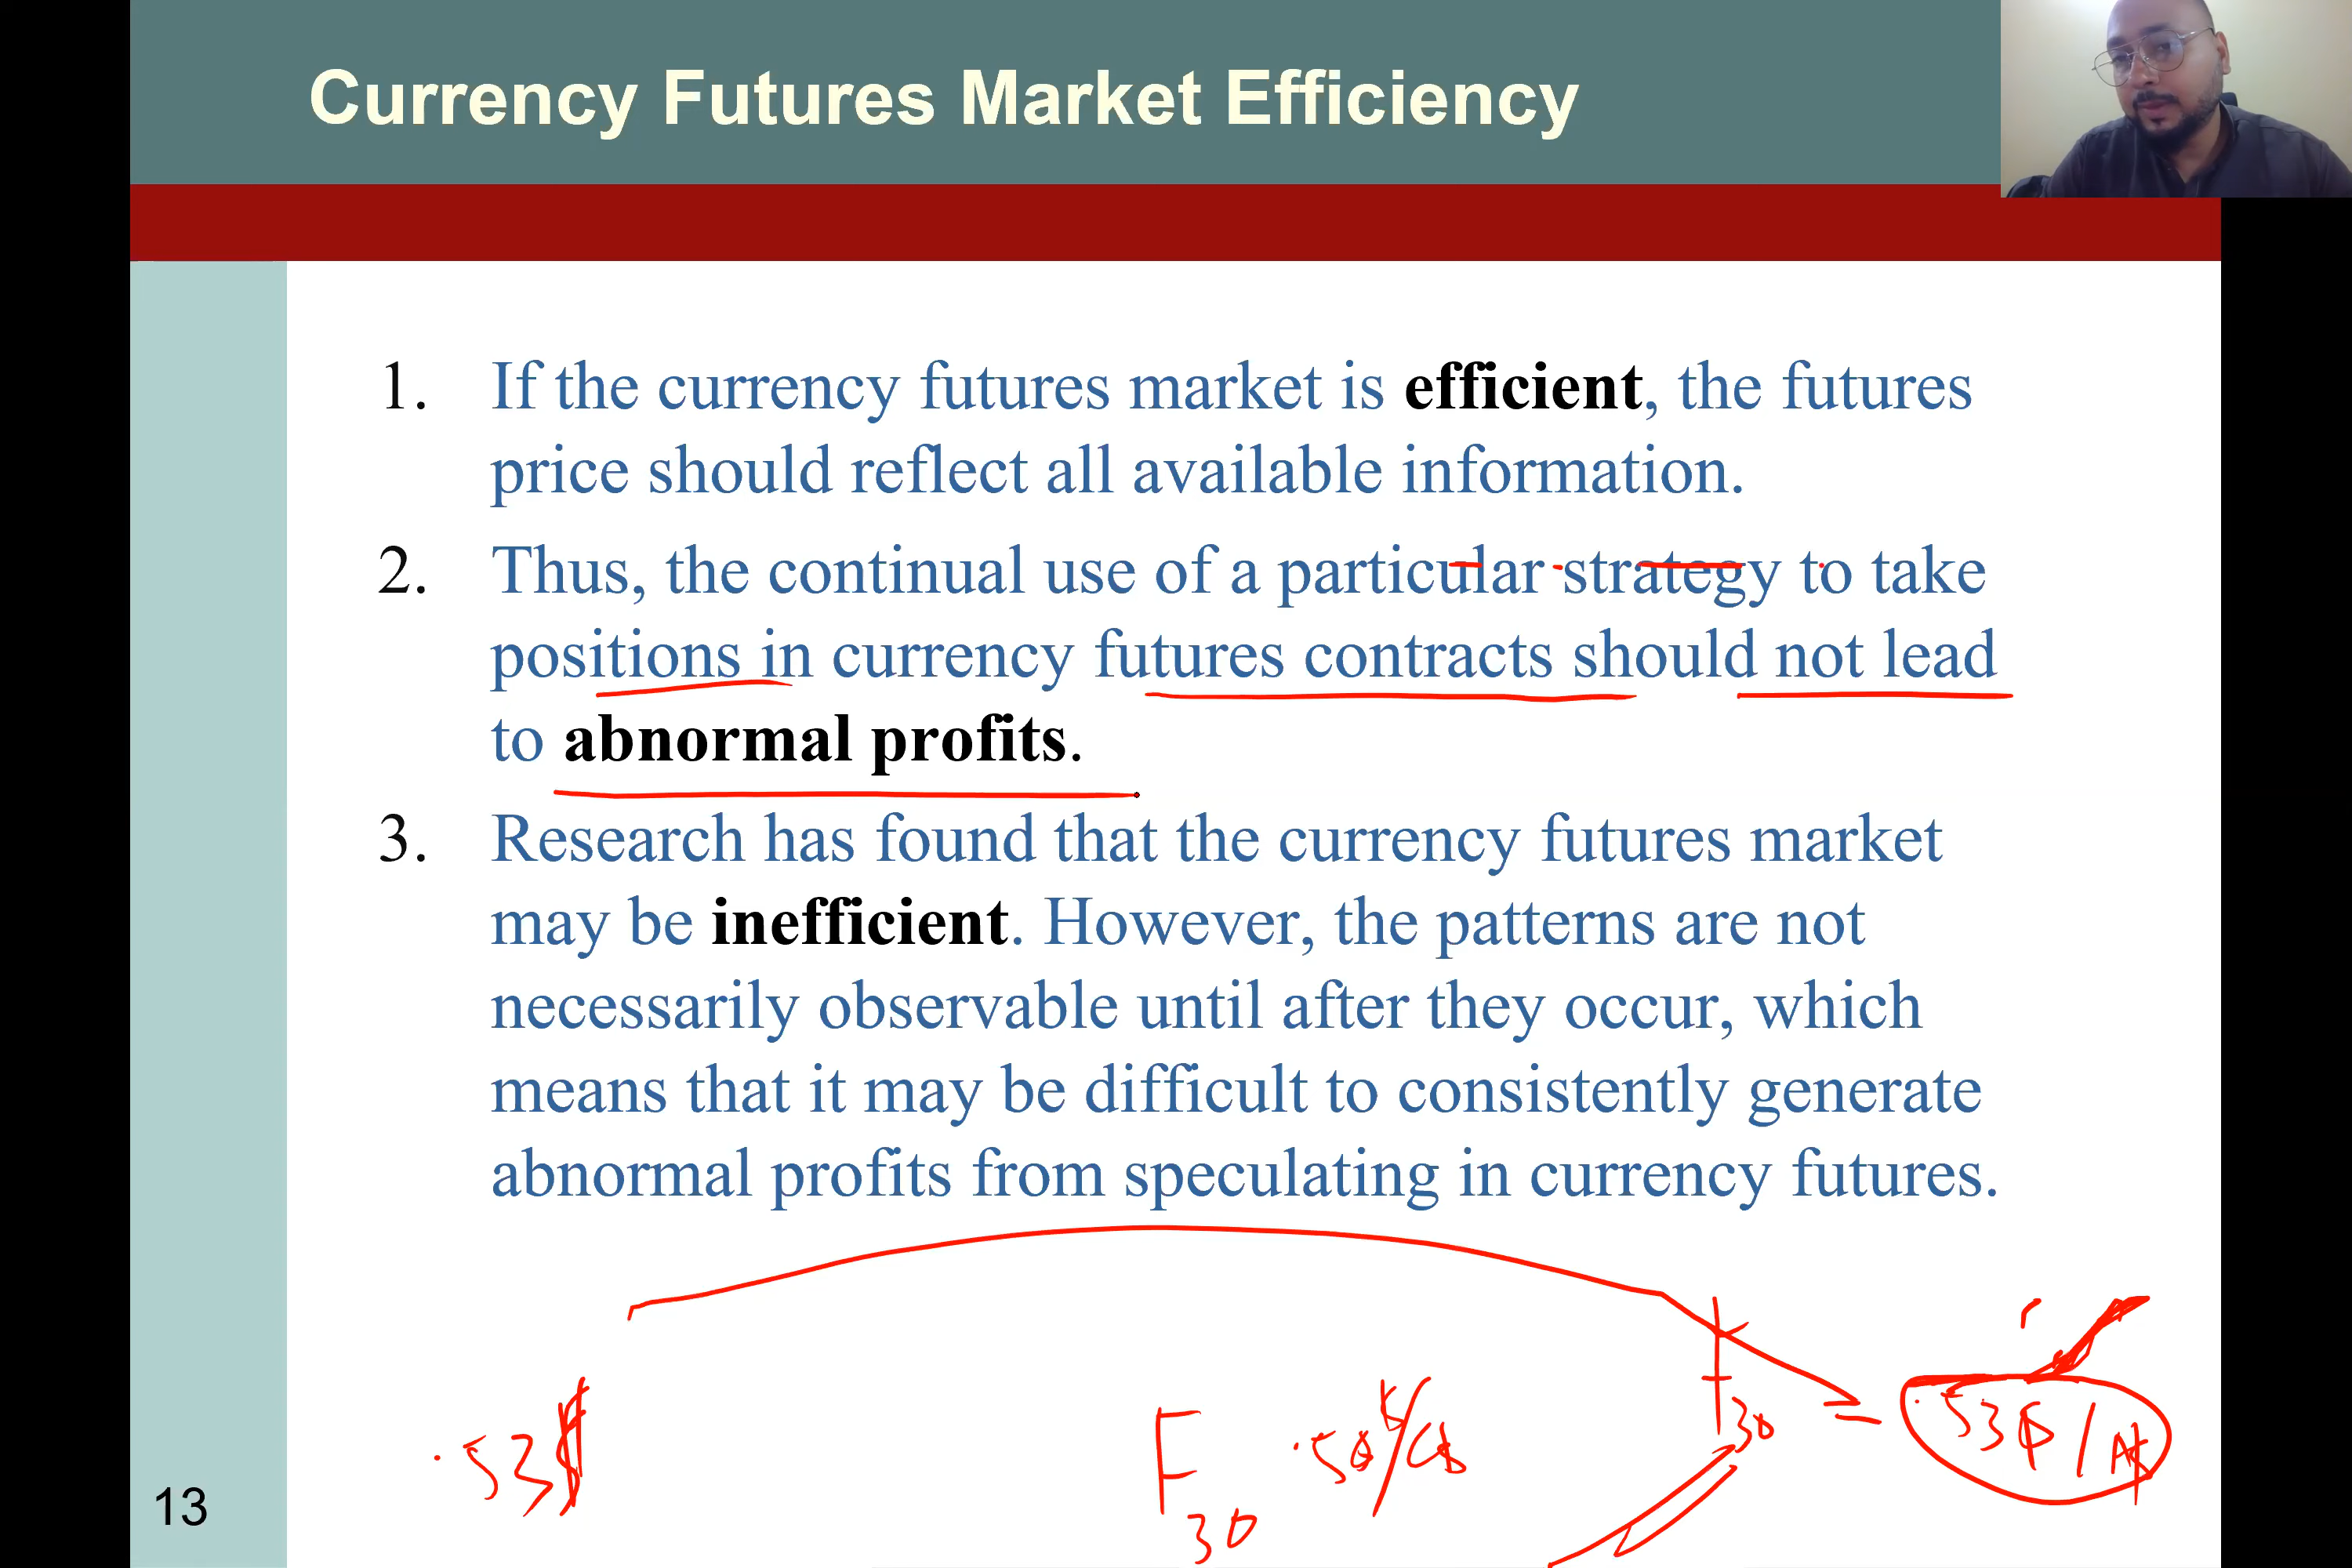 Currency Futures Market Efficiency
1. If the currency futures market is efficient, the futures
price should reflect all available information.
2. Thus, the continual use of a particular strategy to take
positions in currency futures contracts should not lead
to abnormal profits.
3. Research has found that the currency futures market
may be inefficient. However, the patterns are not
necessarily observable until after they occur, which
means that it may be difficult to consistently generate
abnormal profits from speculating in currency futures.
.53$
F30
30
.53$/A$
13